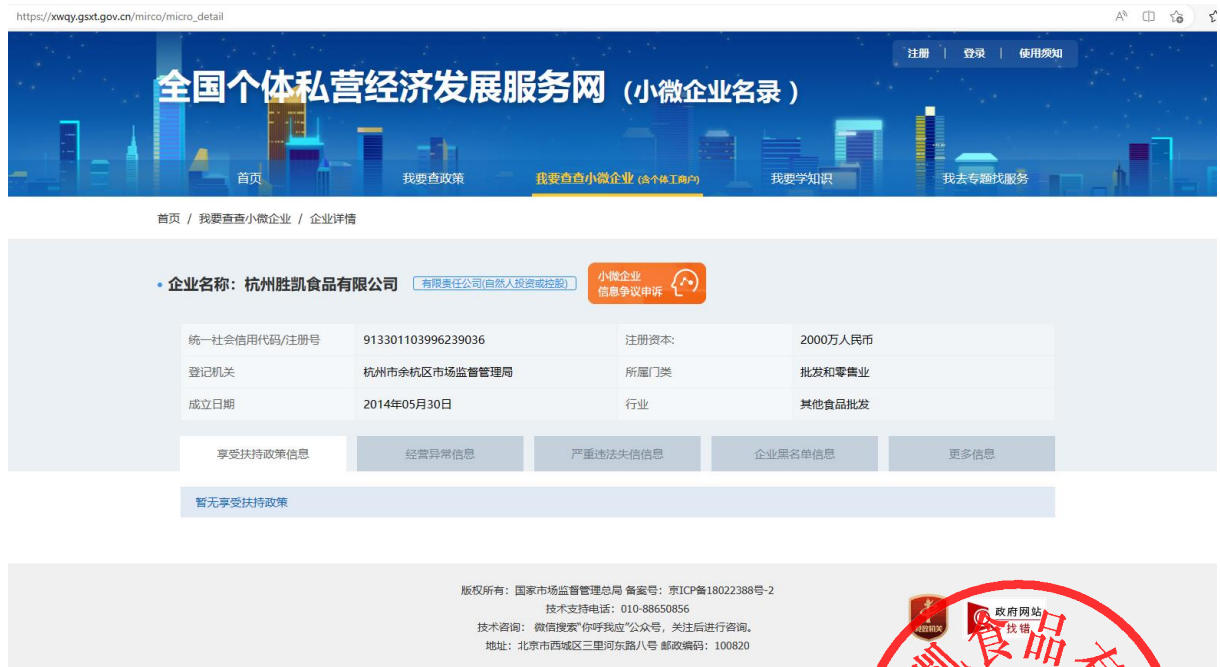 https://xwqy.gsxt.gov.cn/mirco/micro_detail
注册 | 登录 | 使用须知
全国个体私营经济发展服务网（小微企业名录）
首页 我要查政策 我要查查小微企业 (含个体工商户) 我要学知识 我去专题找服务
首页 / 我要查查小微企业 / 企业详情
企业名称：杭州胜凯食品有限公司 有限责任公司(自然人投资或控股) 小微企业
信息争议申诉
统一社会信用代码/注册号 913301103996239036 注册资本: 2000万人民币
登记机关 杭州市余杭区市场监督管理局 所属门类 批发和零售业
成立日期 2014年05月30日 行业 其他食品批发
享受扶持政策信息 经营异常信息 严重违法失信信息 企业黑名单信息 更多信息
暂无享受扶持政策
版权所有：国家市场监督管理总局 备案号：京ICP备18022388号-2
技术支持电话：010-88650856
技术咨询： 微信搜索"你呼我应"公众号，关注后进行咨询。
地址：北京市西城区三里河东路八号 邮政编码：100820
党政机关
政府网站
找错
凯食品有